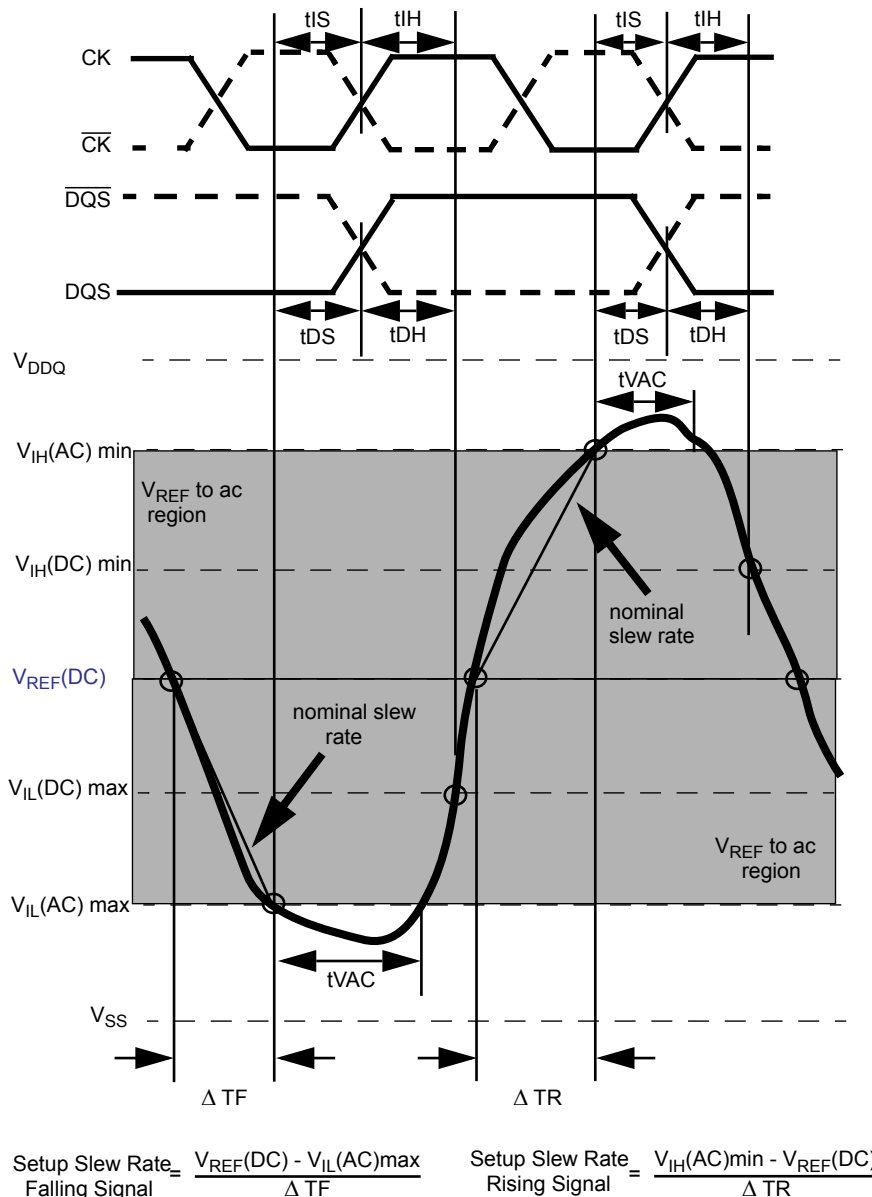 tIS tIH tIS tIH
CK
C̅K̅
D̅Q̅S̅
DQS
tDS tDH tDS tDH
VDDQ
tVAC
VIH(AC) min
VREF to ac
region
VIH(DC) min
nominal
slew rate
VREF(DC)
nominal slew
rate
VIL(DC) max
VREF to ac
region
VIL(AC) max
tVAC
VSS
Δ TF Δ TR
Setup Slew Rate
Falling Signal
=
VREF(DC) - VIL(AC)max
Δ TF
Setup Slew Rate
Rising Signal
=
VIH(AC)min - VREF(DC)
Δ TR